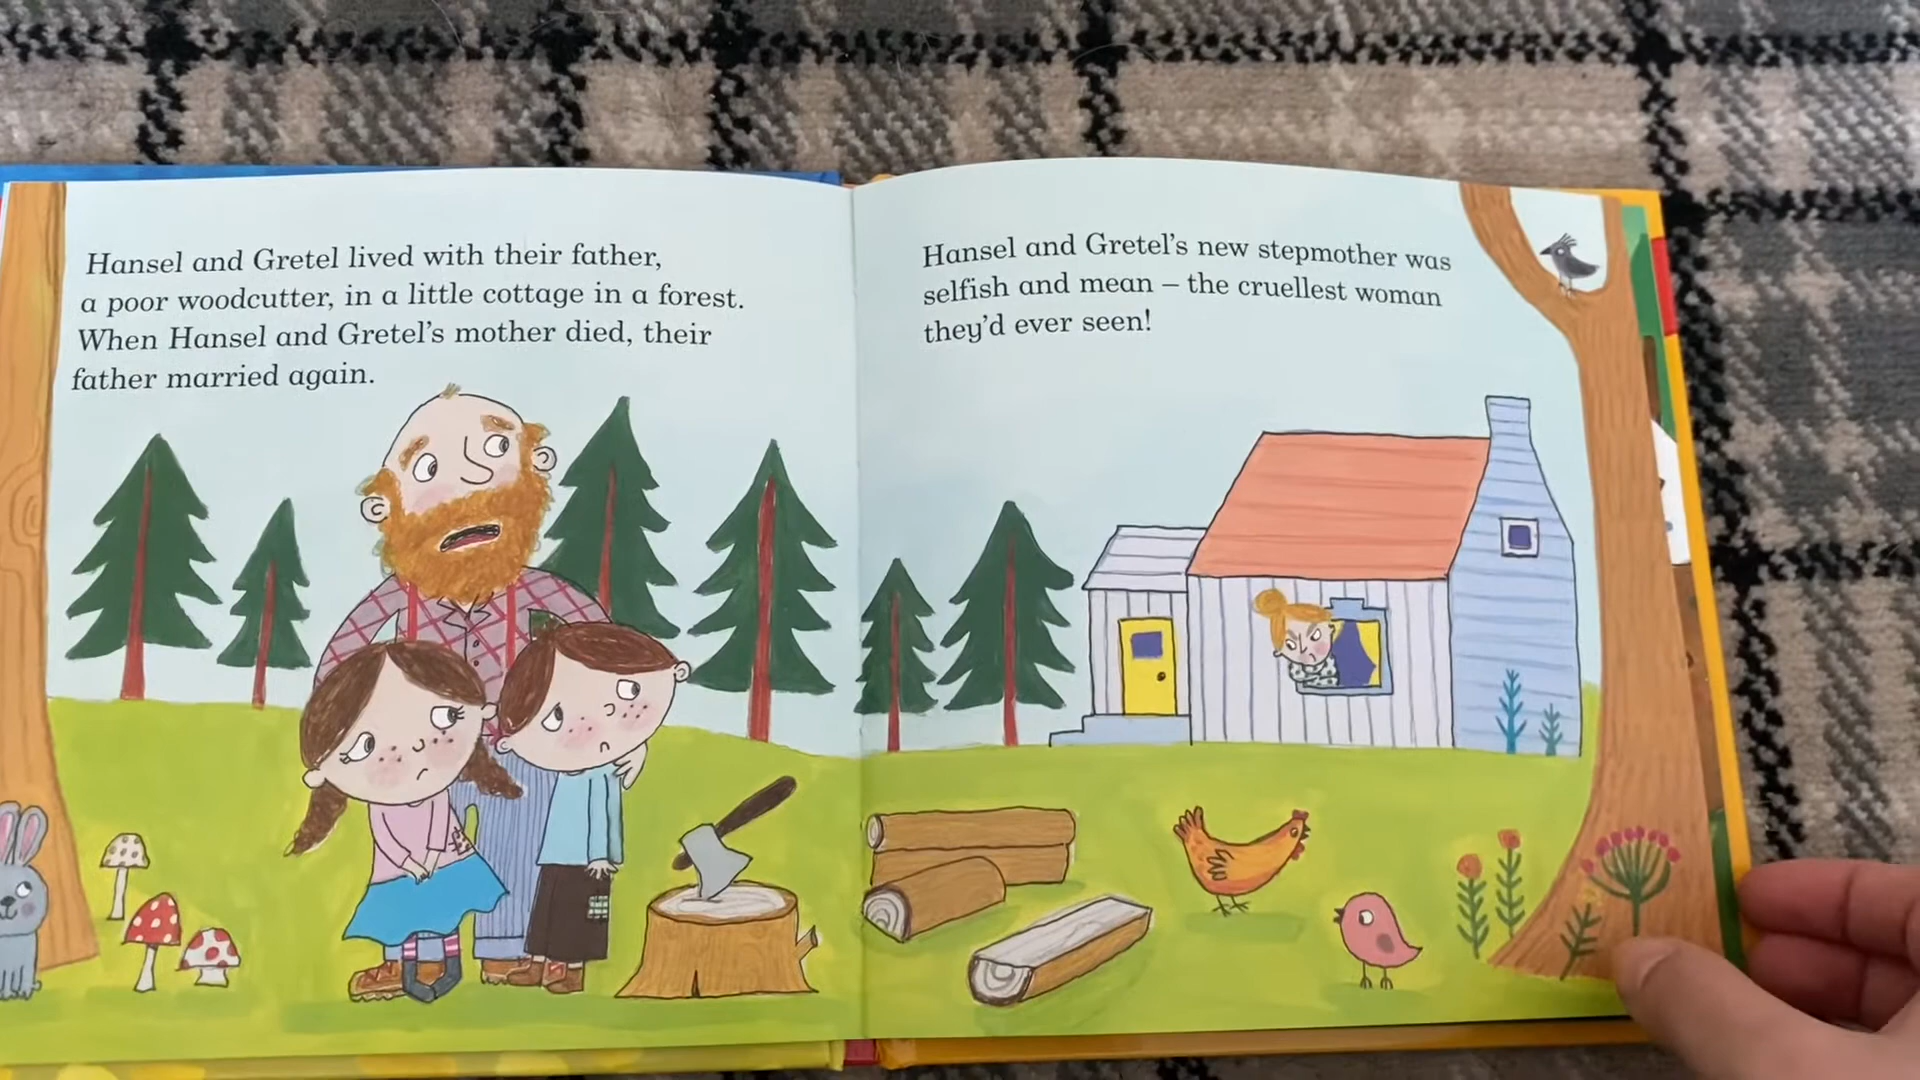 Hansel and Gretel lived with their father,
a poor woodcutter, in a little cottage in a forest.
When Hansel and Gretel's mother died, their
father married again.
Hansel and Gretel's new stepmother was
selfish and mean – the cruellest woman
they'd ever seen!